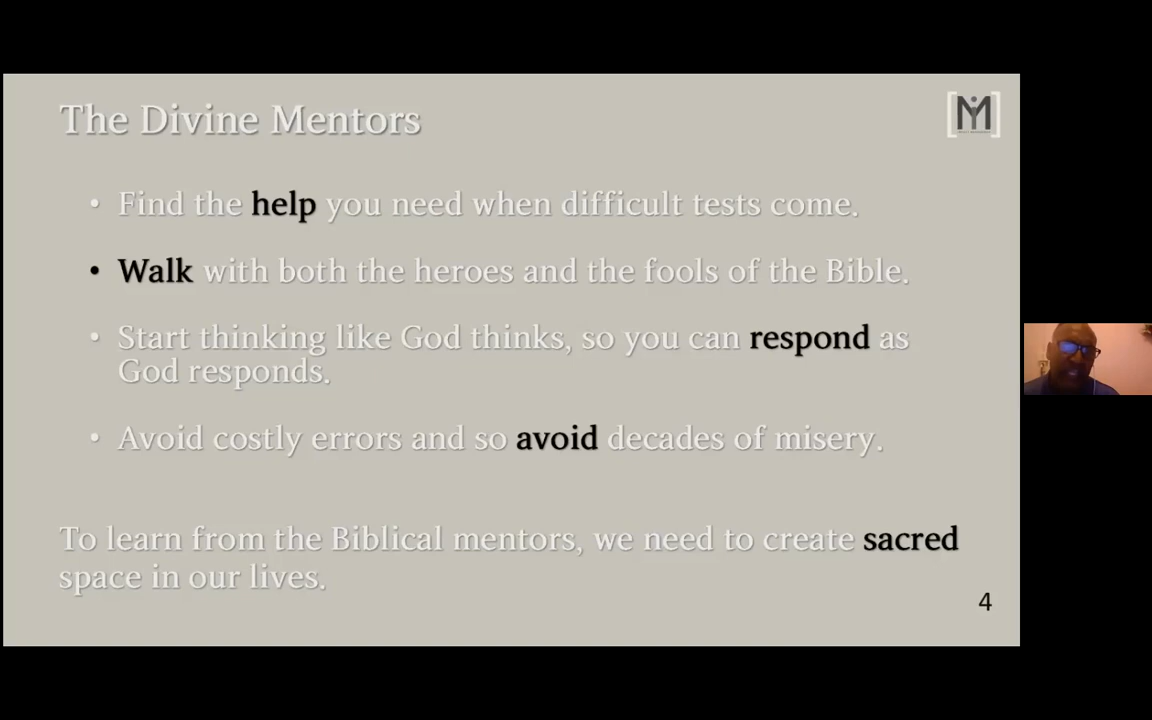 The Divine Mentors
• Find the help you need when difficult tests come.
• Walk with both the heroes and the fools of the Bible.
• Start thinking like God thinks, so you can respond as
God responds.
• Avoid costly errors and so avoid decades of misery.
To learn from the Biblical mentors, we need to create sacred
space in our lives.
4